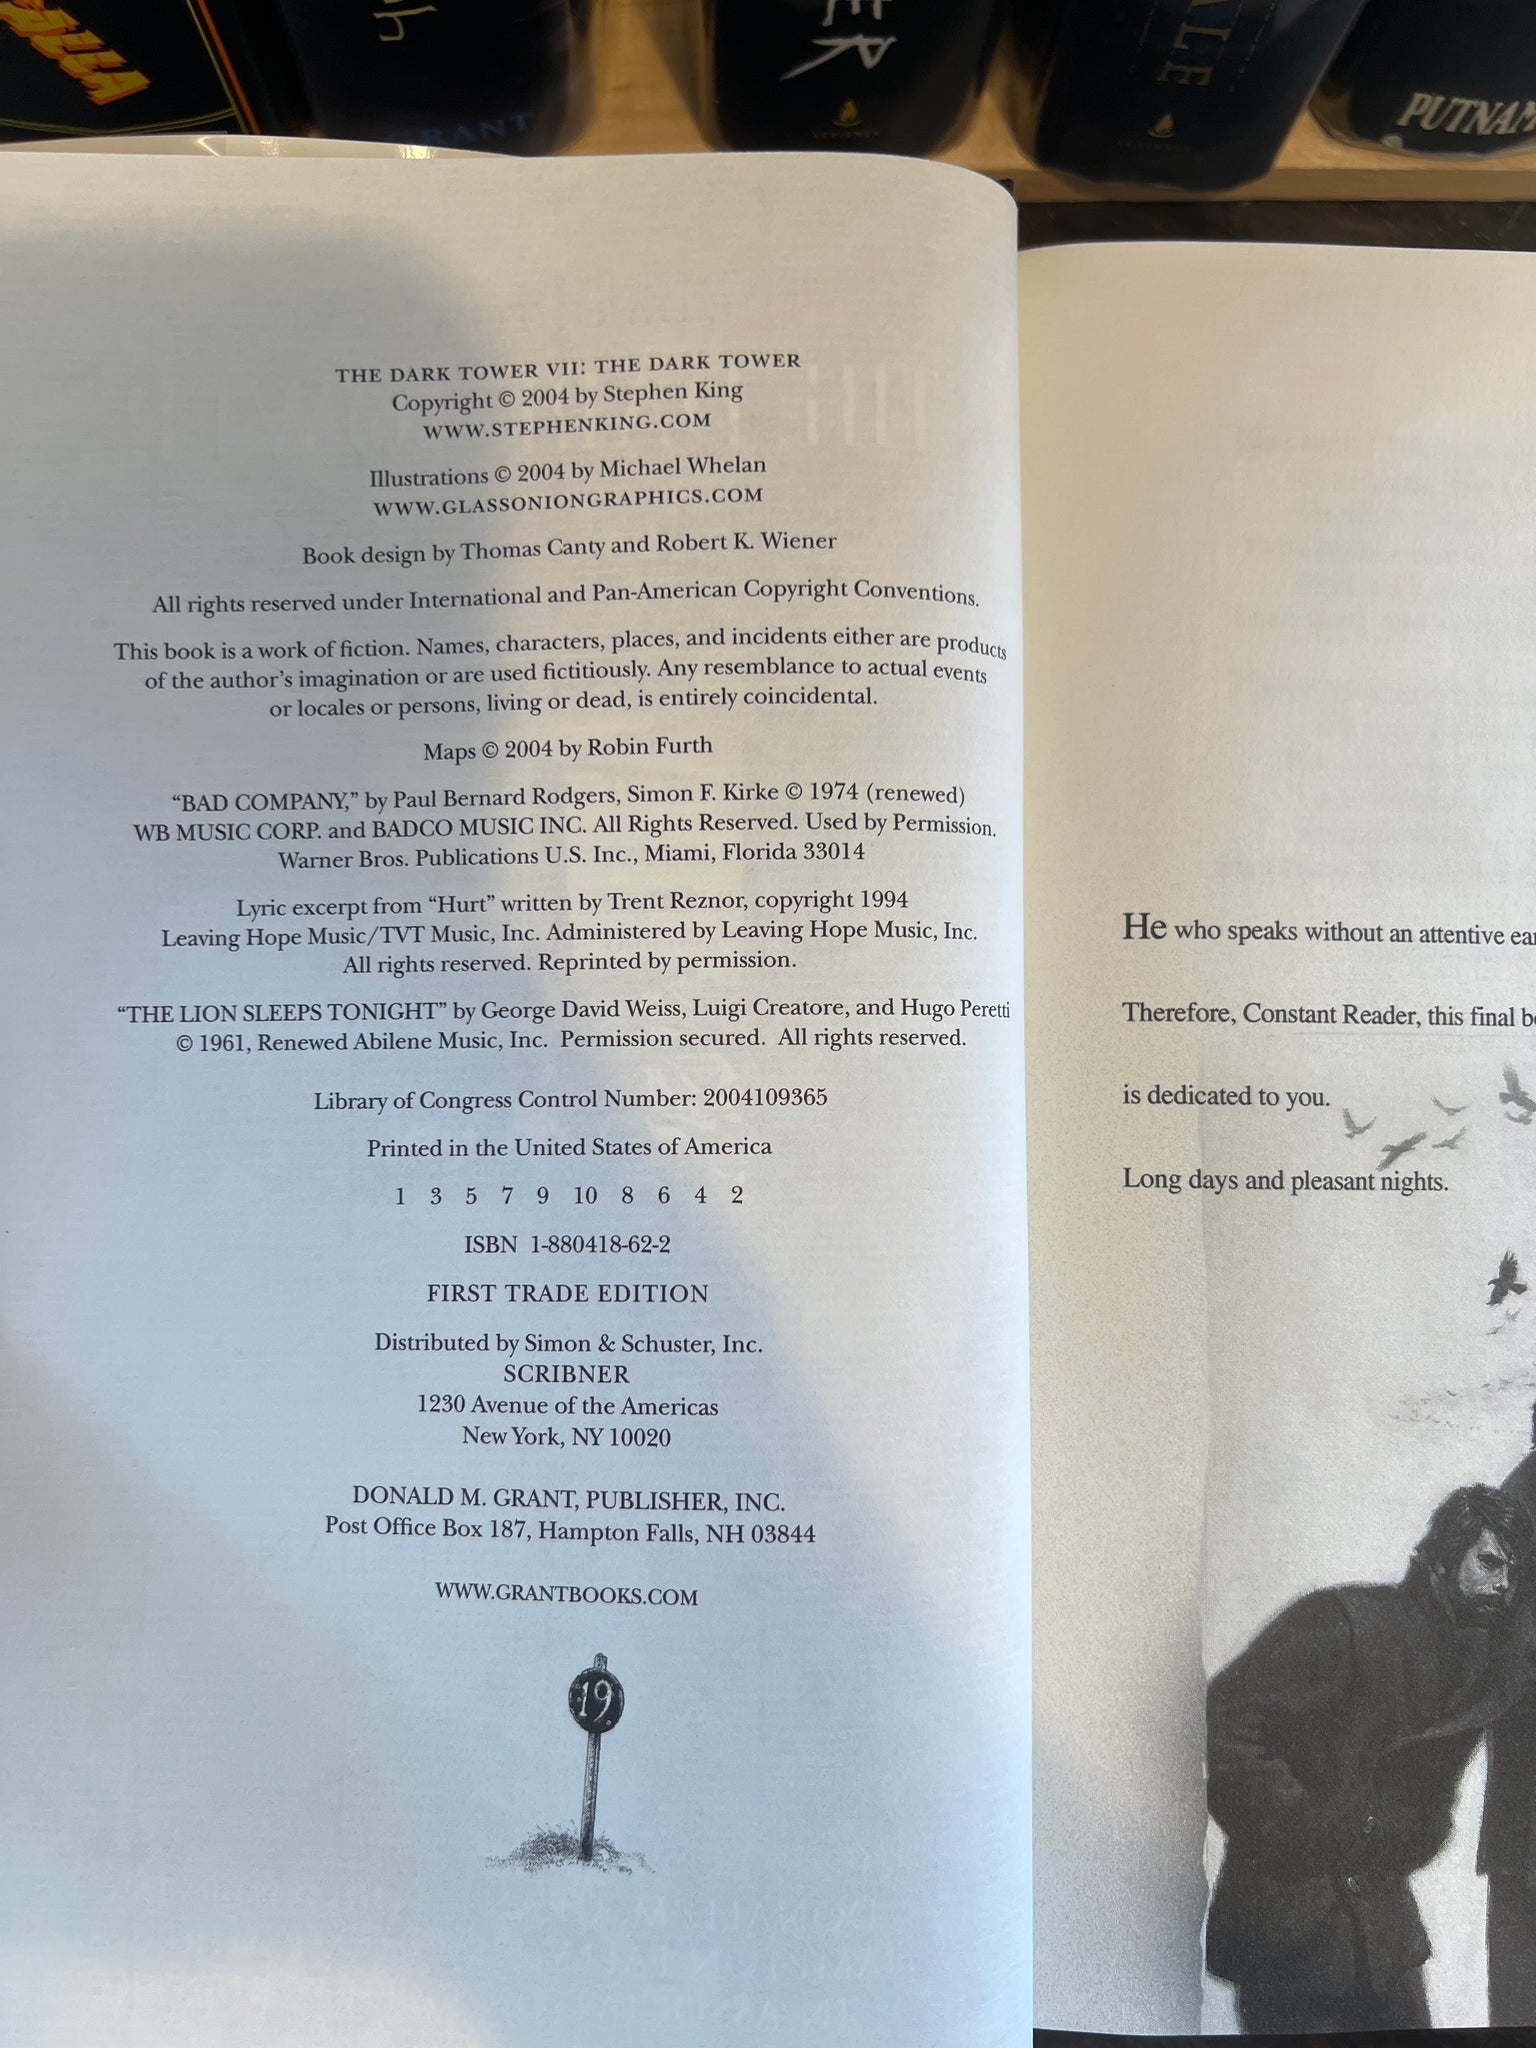 GRANT
ER
ALE
PUTNAM
THE DARK TOWER VII: THE DARK TOWER
Copyright © 2004 by Stephen King
WWW.STEPHENKING.COM
Illustrations © 2004 by Michael Whelan
WWW.GLASSONIONGRAPHICS.COM
Book design by Thomas Canty and Robert K. Wiener
All rights reserved under International and Pan-American Copyright Conventions.
This book is a work of fiction. Names, characters, places, and incidents either are products
of the author's imagination or are used fictitiously. Any resemblance to actual events
or locales or persons, living or dead, is entirely coincidental.
Maps © 2004 by Robin Furth
“BAD COMPANY,” by Paul Bernard Rodgers, Simon F. Kirke © 1974 (renewed)
WB MUSIC CORP. and BADCO MUSIC INC. All Rights Reserved. Used by Permission.
Warner Bros. Publications U.S. Inc., Miami, Florida 33014
Lyric excerpt from “Hurt” written by Trent Reznor, copyright 1994
Leaving Hope Music/TVT Music, Inc. Administered by Leaving Hope Music, Inc.
All rights reserved. Reprinted by permission.
“THE LION SLEEPS TONIGHT” by George David Weiss, Luigi Creatore, and Hugo Peretti
© 1961, Renewed Abilene Music, Inc. Permission secured. All rights reserved.
Library of Congress Control Number: 2004109365
Printed in the United States of America
1 3 5 7 9 10 8 6 4 2
ISBN 1-880418-62-2
FIRST TRADE EDITION
Distributed by Simon & Schuster, Inc.
SCRIBNER
1230 Avenue of the Americas
New York, NY 10020
DONALD M. GRANT, PUBLISHER, INC.
Post Office Box 187, Hampton Falls, NH 03844
WWW.GRANTBOOKS.COM
19
He who speaks without an attentive ear
Therefore, Constant Reader, this final bo
is dedicated to you.
Long days and pleasant nights.